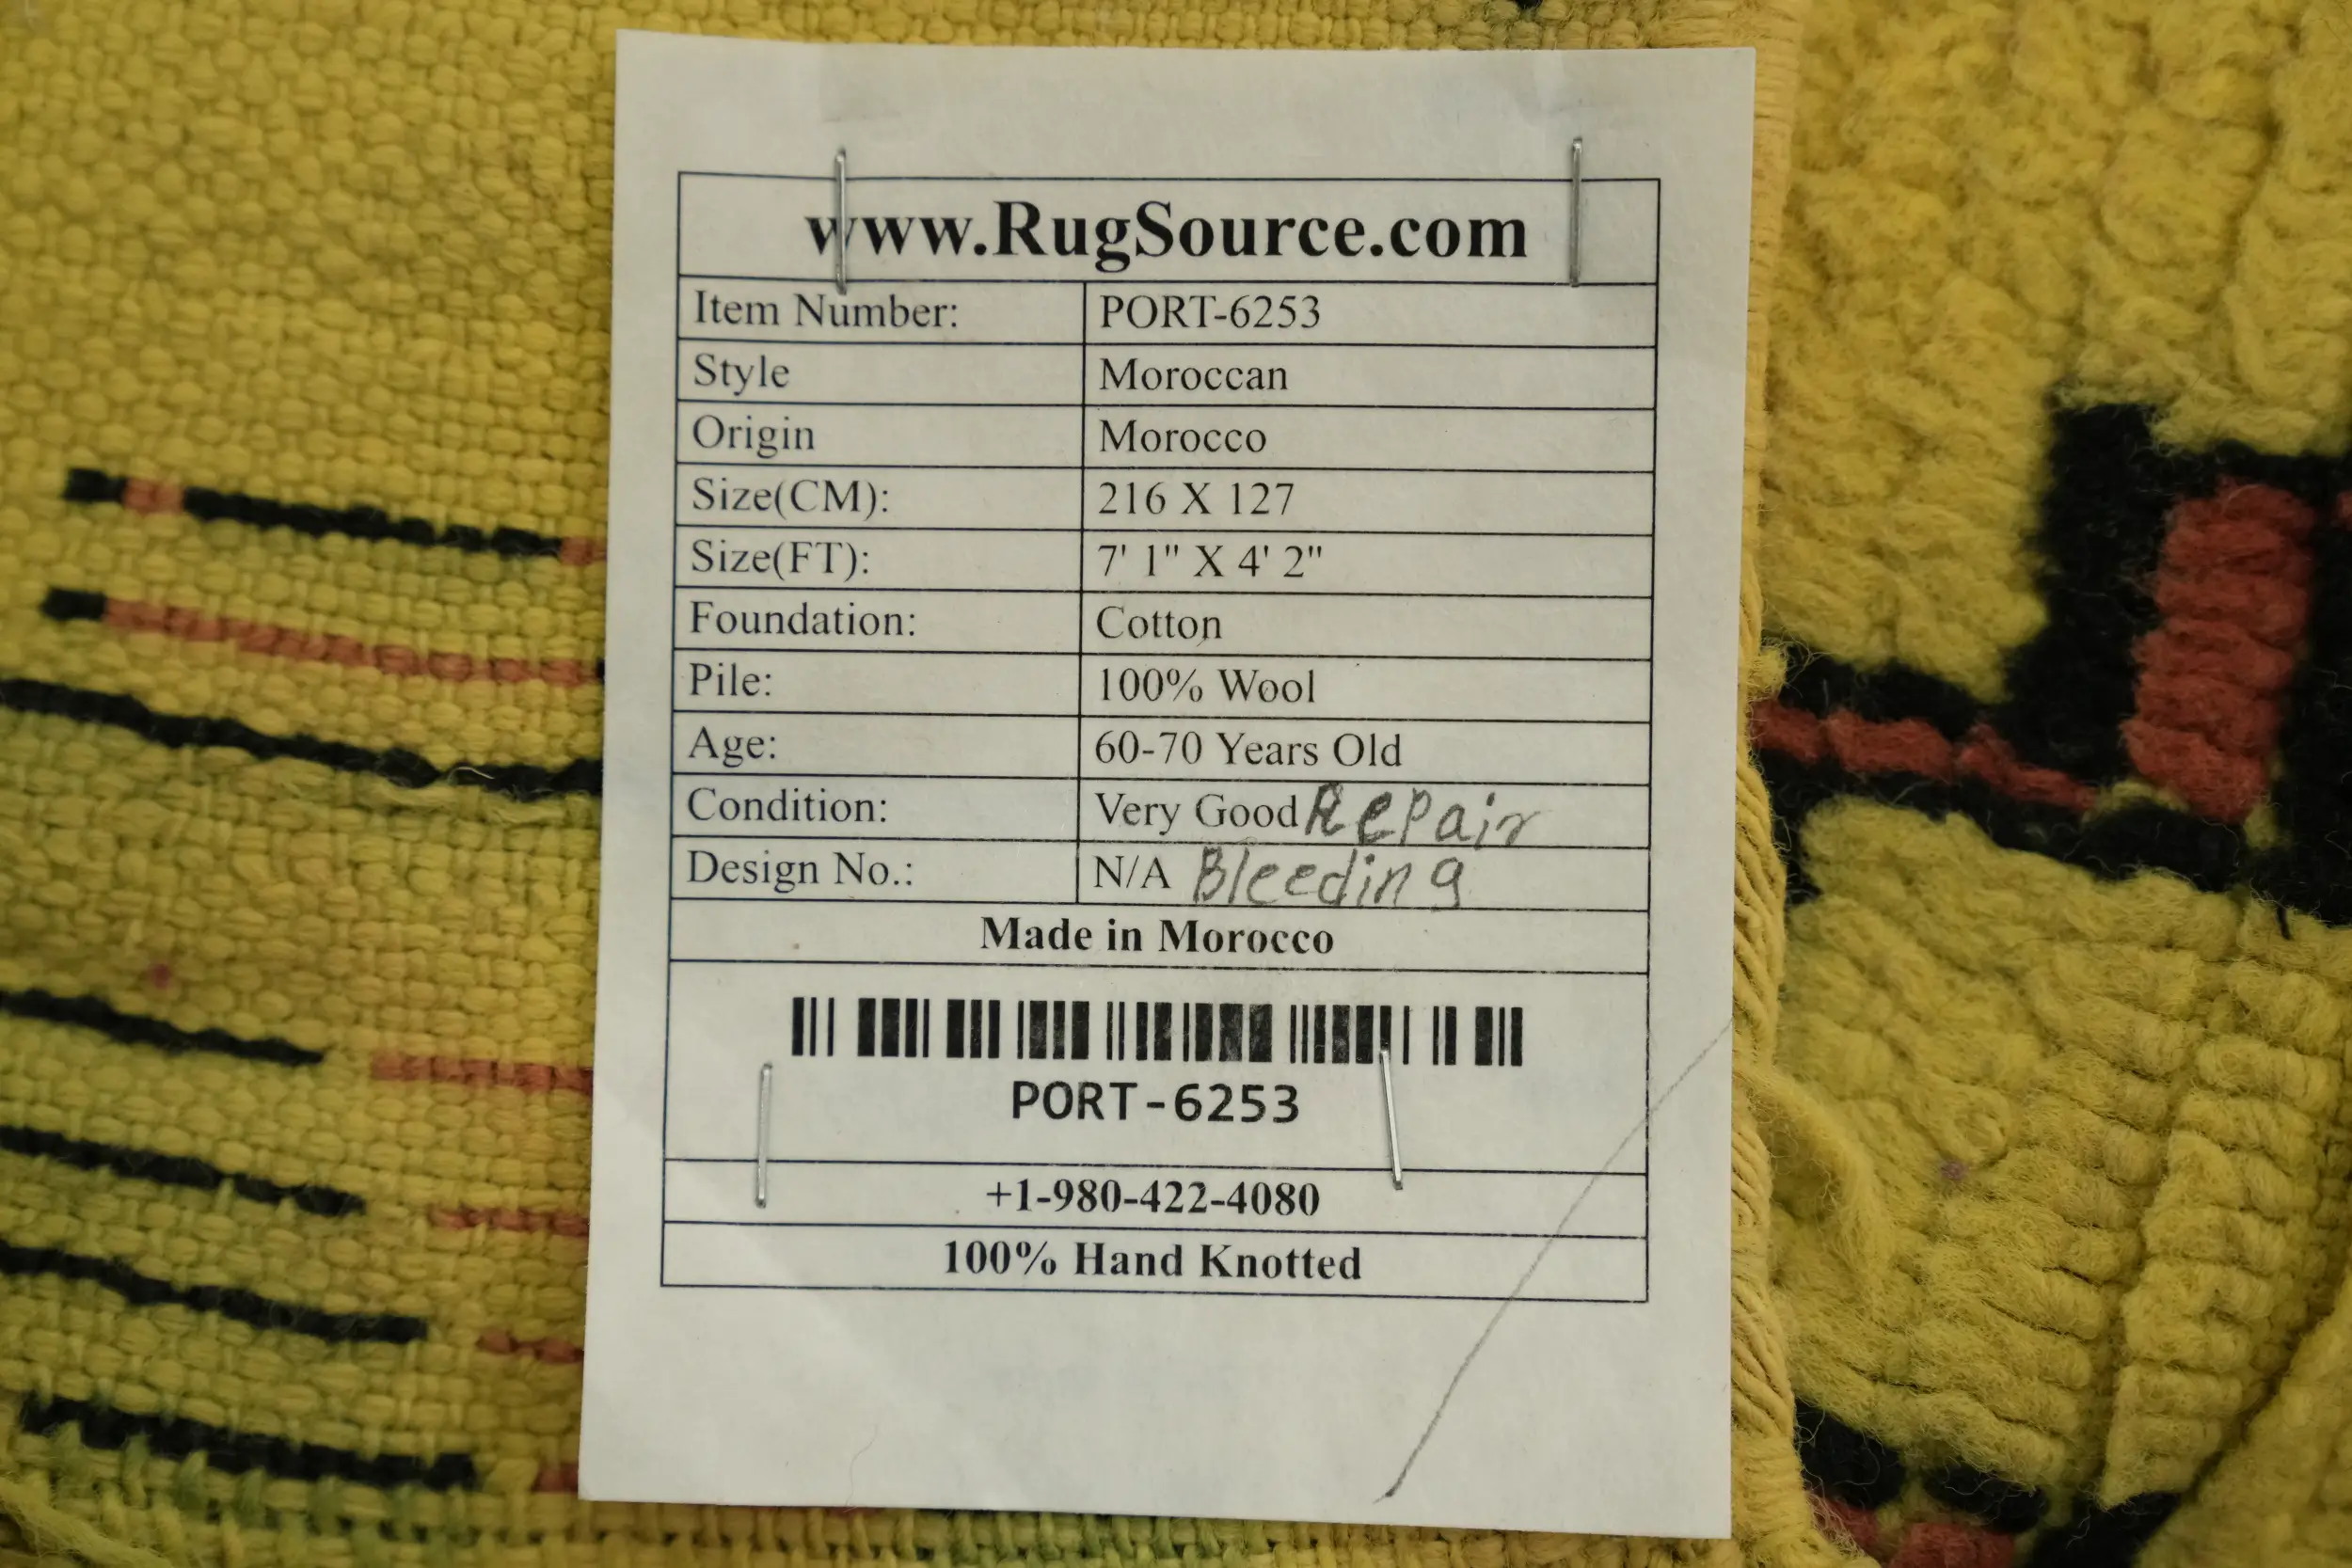 www.RugSource.com
Item Number: PORT-6253
Style Moroccan
Origin Morocco
Size(CM): 216 X 127
Size(FT): 7' 1" X 4' 2"
Foundation: Cotton
Pile: 100% Wool
Age: 60-70 Years Old
Condition: Very Good Repair
Design No.: N/A Bleeding
Made in Morocco
PORT-6253
+1-980-422-4080
100% Hand Knotted